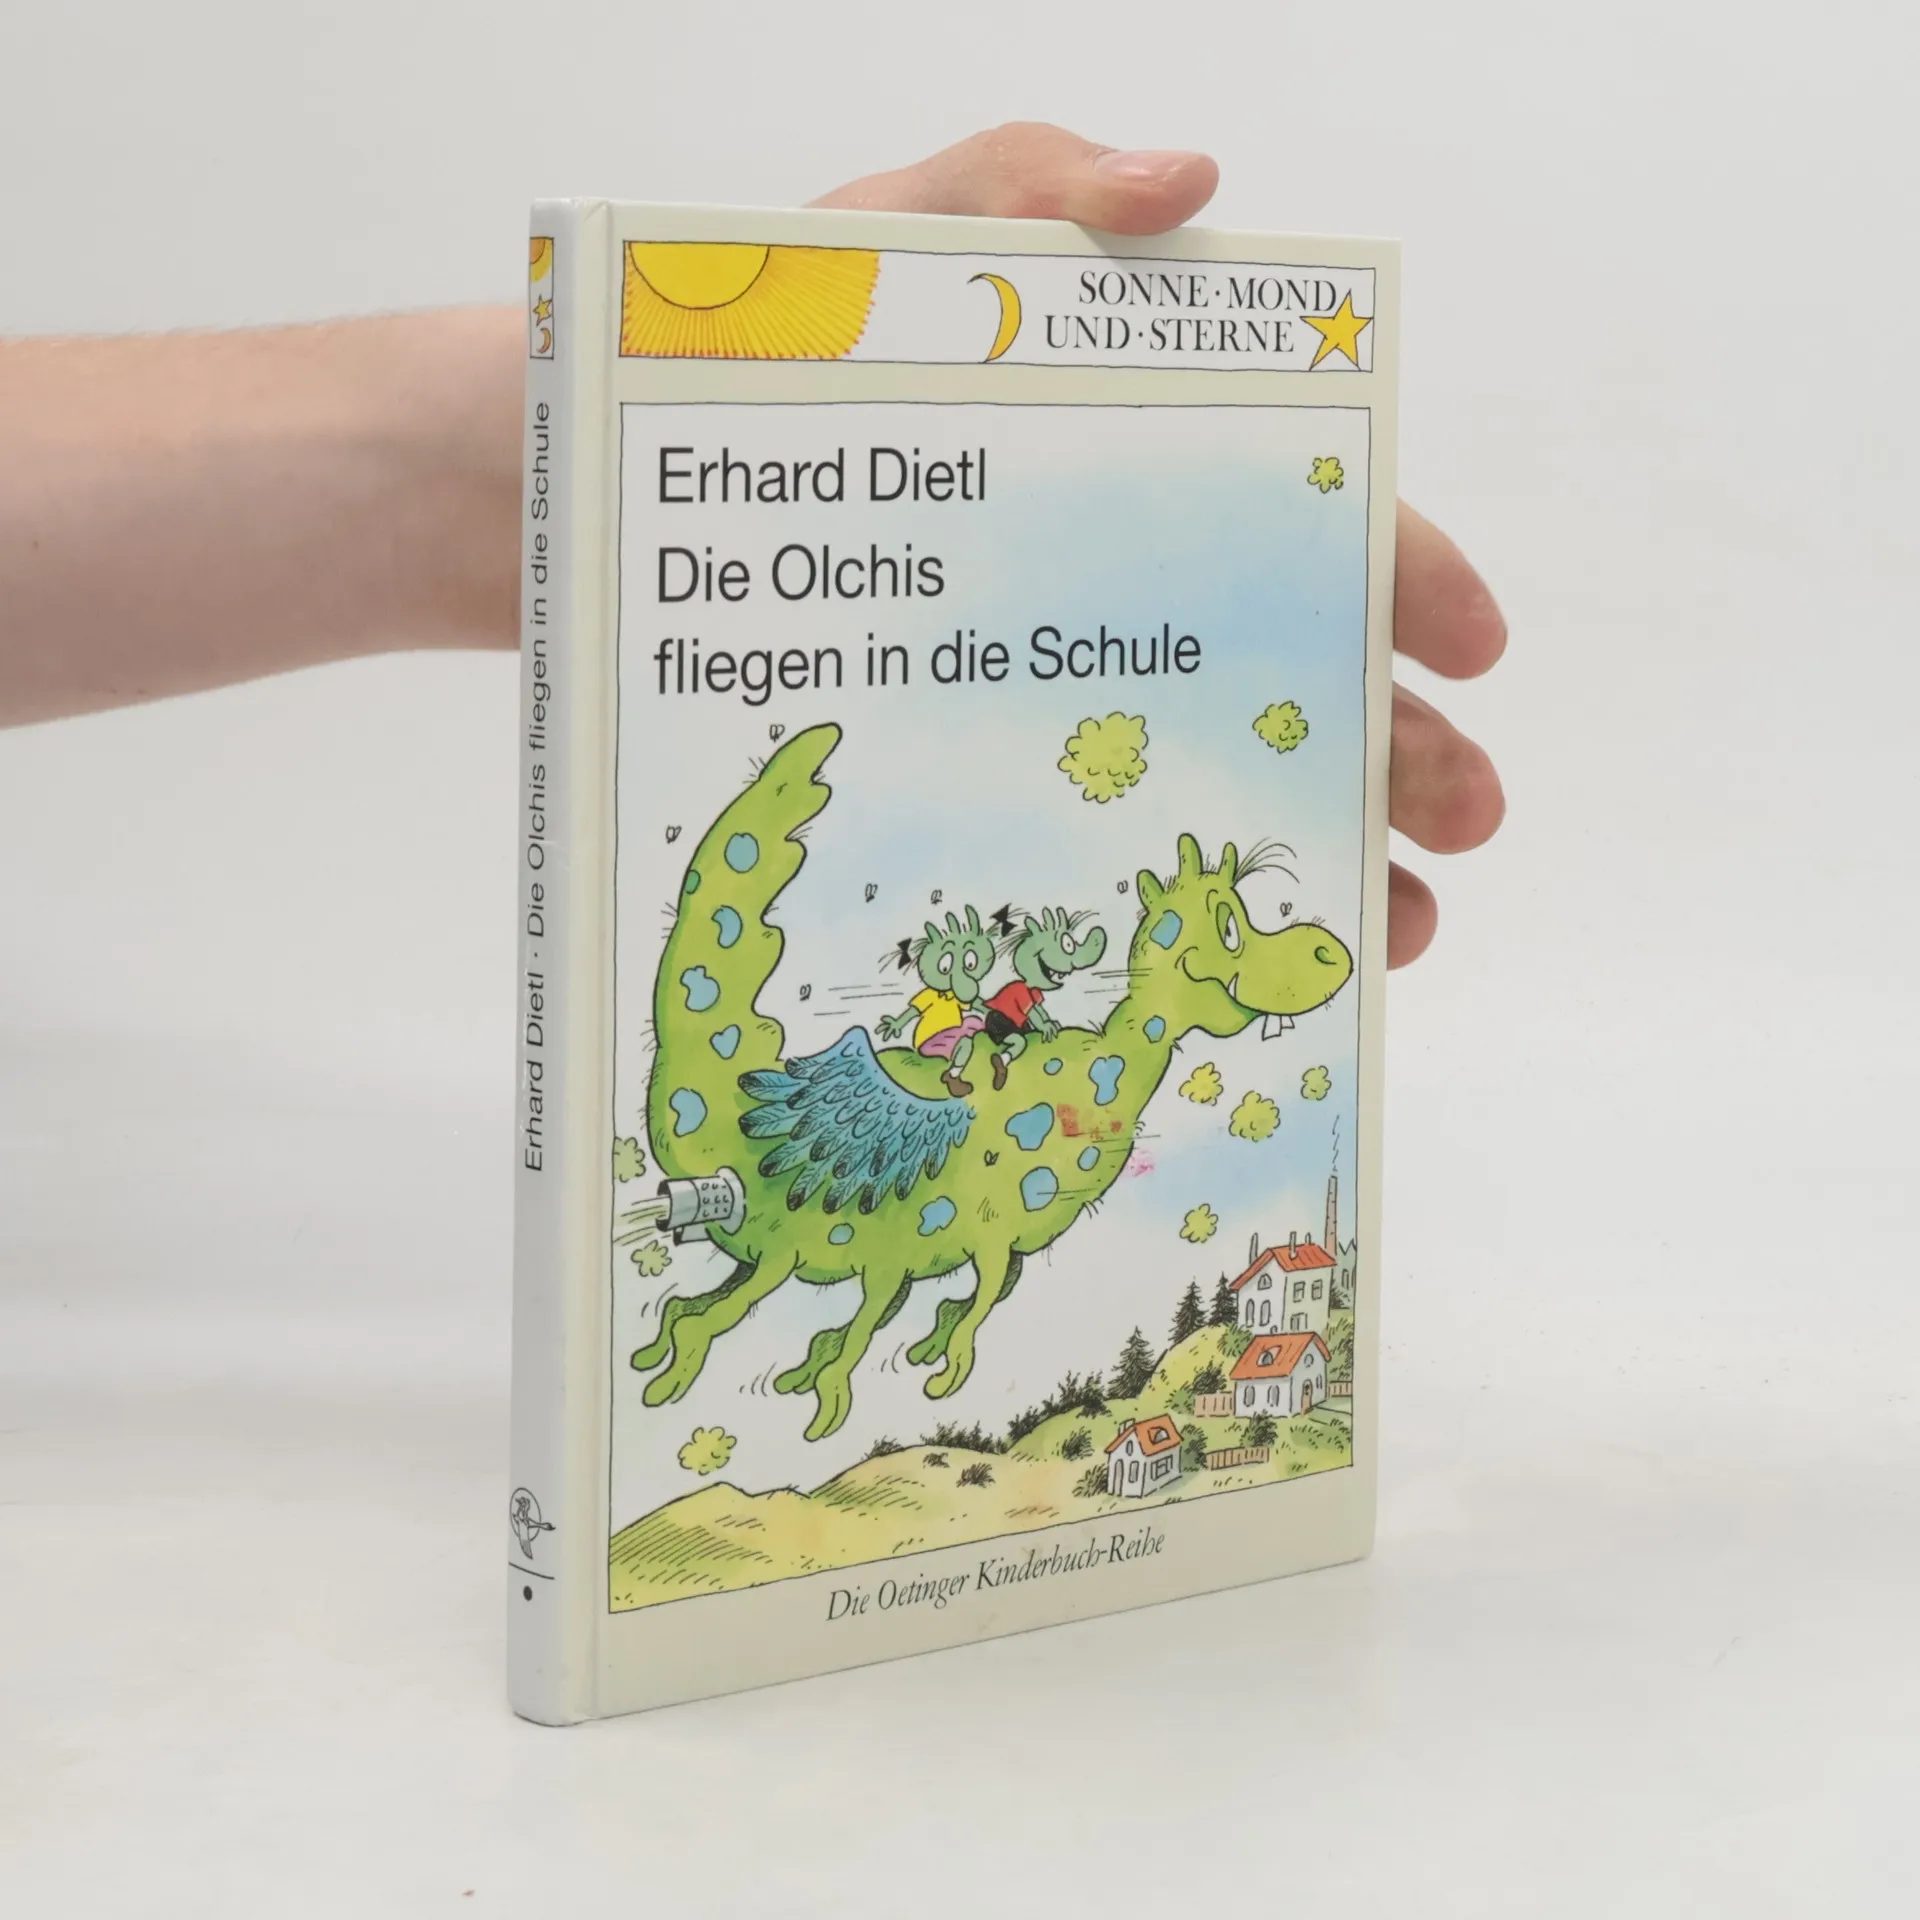 SONNE·MOND
UND·STERNE
Erhard Dietl
Die Olchis
fliegen in die Schule
Die Oetinger Kinderbuch-Reihe
Erhard Dietl · Die Olchis fliegen in die Schule